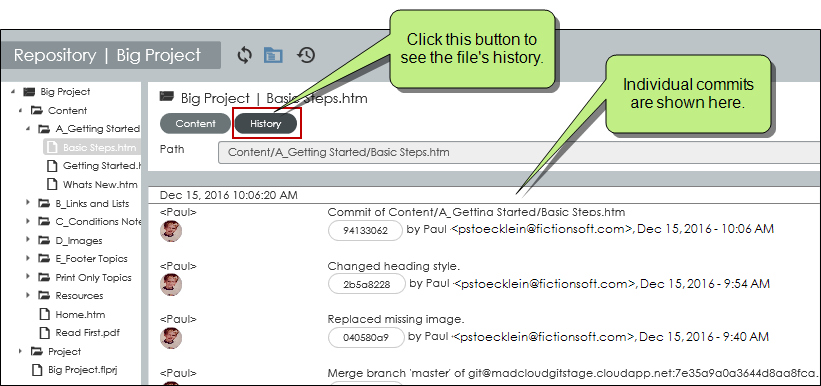 Click this button to
see the file's history.
Repository | Big Project
Individual commits
are shown here.
Big Project
Content
A_Getting Started
Basic Steps.htm
Getting Started.h
Whats New.htm
B_Links and Lists
C_Conditions Note
D_Images
E_Footer Topics
Print Only Topics
Resources
Home.htm
Read First.pdf
Project
Big Project.flprj
Big Project | Basic Steps.htm
Content History
Path Content/A_Getting Started/Basic Steps.htm
Dec 15, 2016 10:06:20 AM
<Paul> Commit of Content/A_Getting Started/Basic Steps.htm
94133062 by Paul <pstoecklein@fictionsoft.com>, Dec 15, 2016 - 10:06 AM
<Paul> Changed heading style.
2b5a8228 by Paul <pstoecklein@fictionsoft.com>, Dec 15, 2016 - 9:54 AM
<Paul> Replaced missing image.
040580a9 by Paul <pstoecklein@fictionsoft.com>, Dec 15, 2016 - 9:40 AM
<Paul> Merge branch 'master' of git@madcloudgitstage.cloudapp.net:7e35a9a0a3644d8aa8fca.